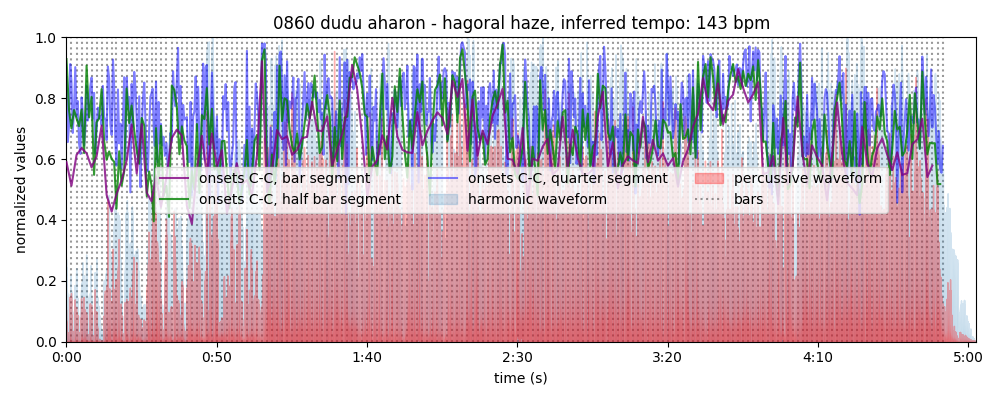 0860 dudu aharon - hagoral haze, inferred tempo: 143 bpm
normalized values
1.0
0.8
0.6
0.4
0.2
0.0
onsets C-C, bar segment
onsets C-C, half bar segment
onsets C-C, quarter segment
harmonic waveform
percussive waveform
bars
0:00 0:50 1:40 2:30 3:20 4:10 5:00
time (s)